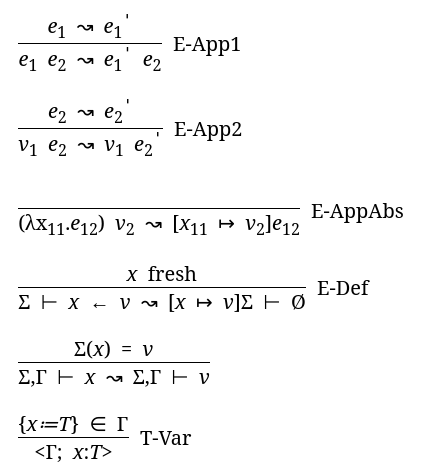 e₁ ⇝ e₁'
e₁ e₂ ⇝ e₁' e₂ E-App1
e₂ ⇝ e₂'
v₁ e₂ ⇝ v₁ e₂' E-App2
(λx₁₁.e₁₂) v₂ ⇝ [x₁₁ ↦ v₂]e₁₂ E-AppAbs
x fresh
Σ ⊢ x ← v ⇝ [x ↦ v]Σ ⊢ Ø E-Def
Σ(x) = v
Σ,Γ ⊢ x ⇝ Σ,Γ ⊢ v
{x≔T} ∈ Γ
<Γ; x:T> T-Var